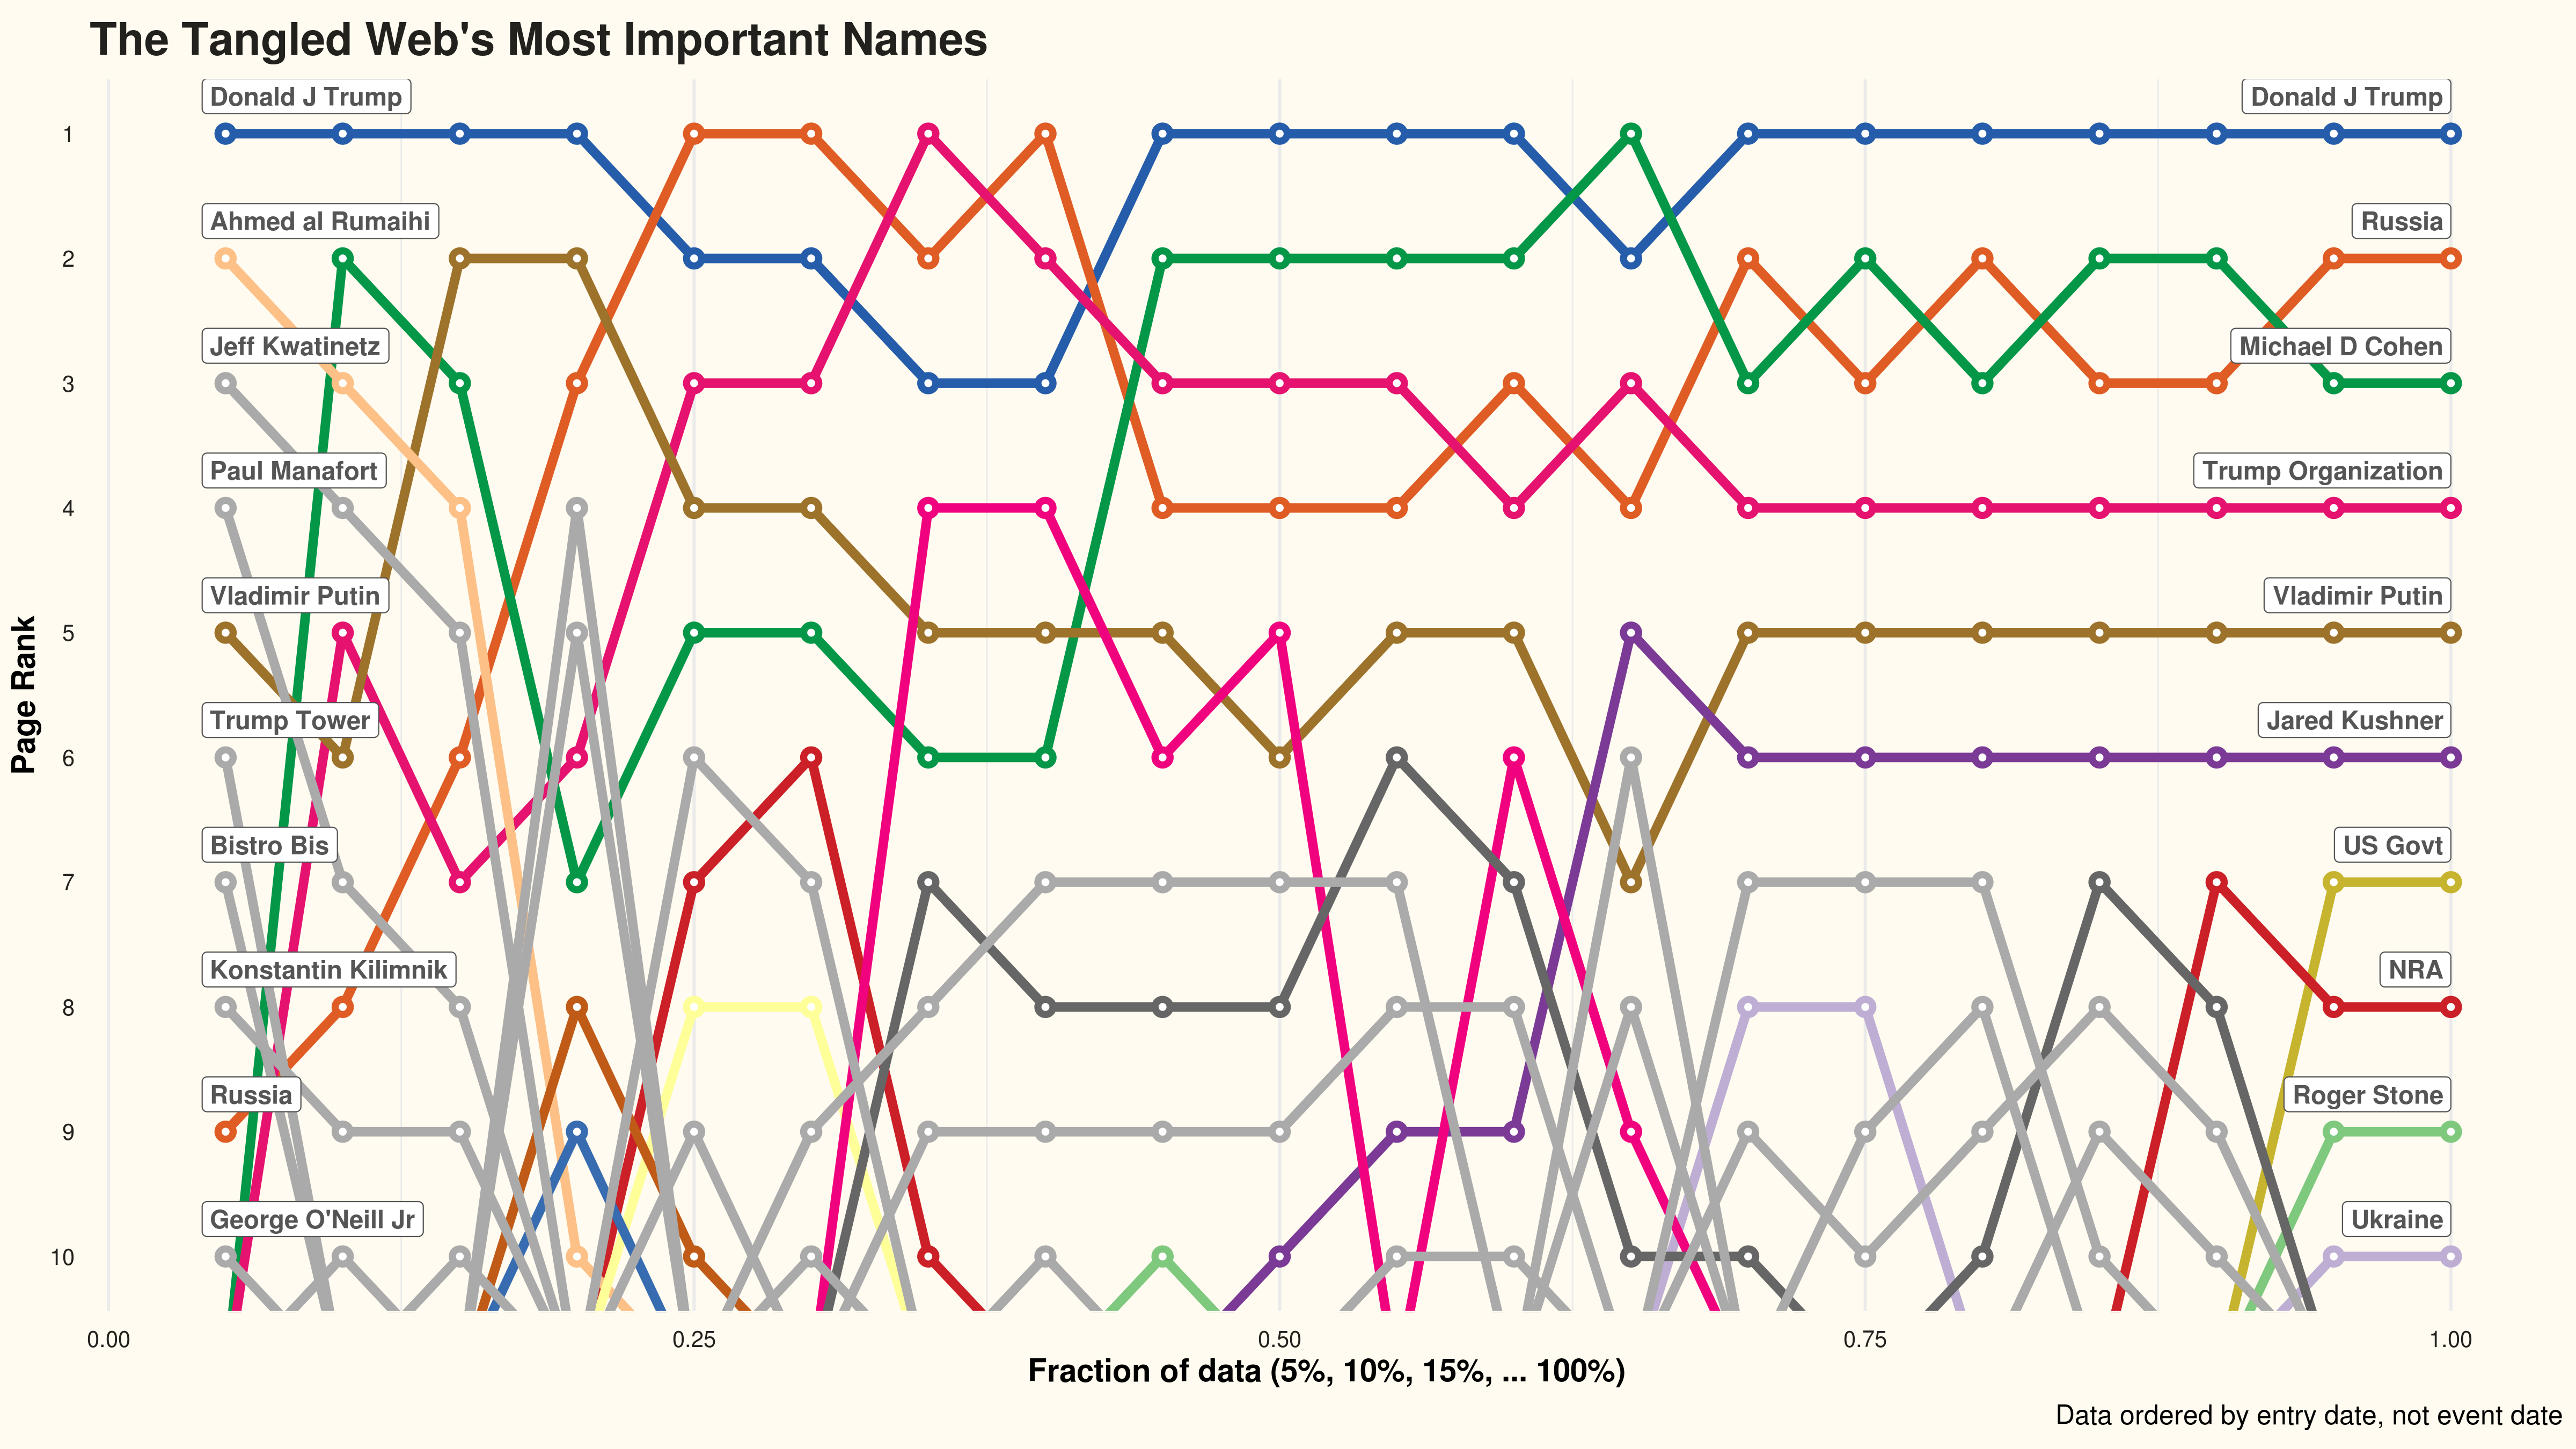 The Tangled Web's Most Important Names
Donald J Trump
Donald J Trump
1
Ahmed al Rumaihi
Russia
2
Jeff Kwatinetz
Michael D Cohen
3
Paul Manafort
Trump Organization
4
Vladimir Putin
Vladimir Putin
5
Page Rank
Trump Tower
Jared Kushner
6
Bistro Bis
US Govt
7
Konstantin Kilimnik
NRA
8
Russia
Roger Stone
9
George O'Neill Jr
Ukraine
10
0.00
0.25
0.50
0.75
1.00
Fraction of data (5%, 10%, 15%, ... 100%)
Data ordered by entry date, not event date